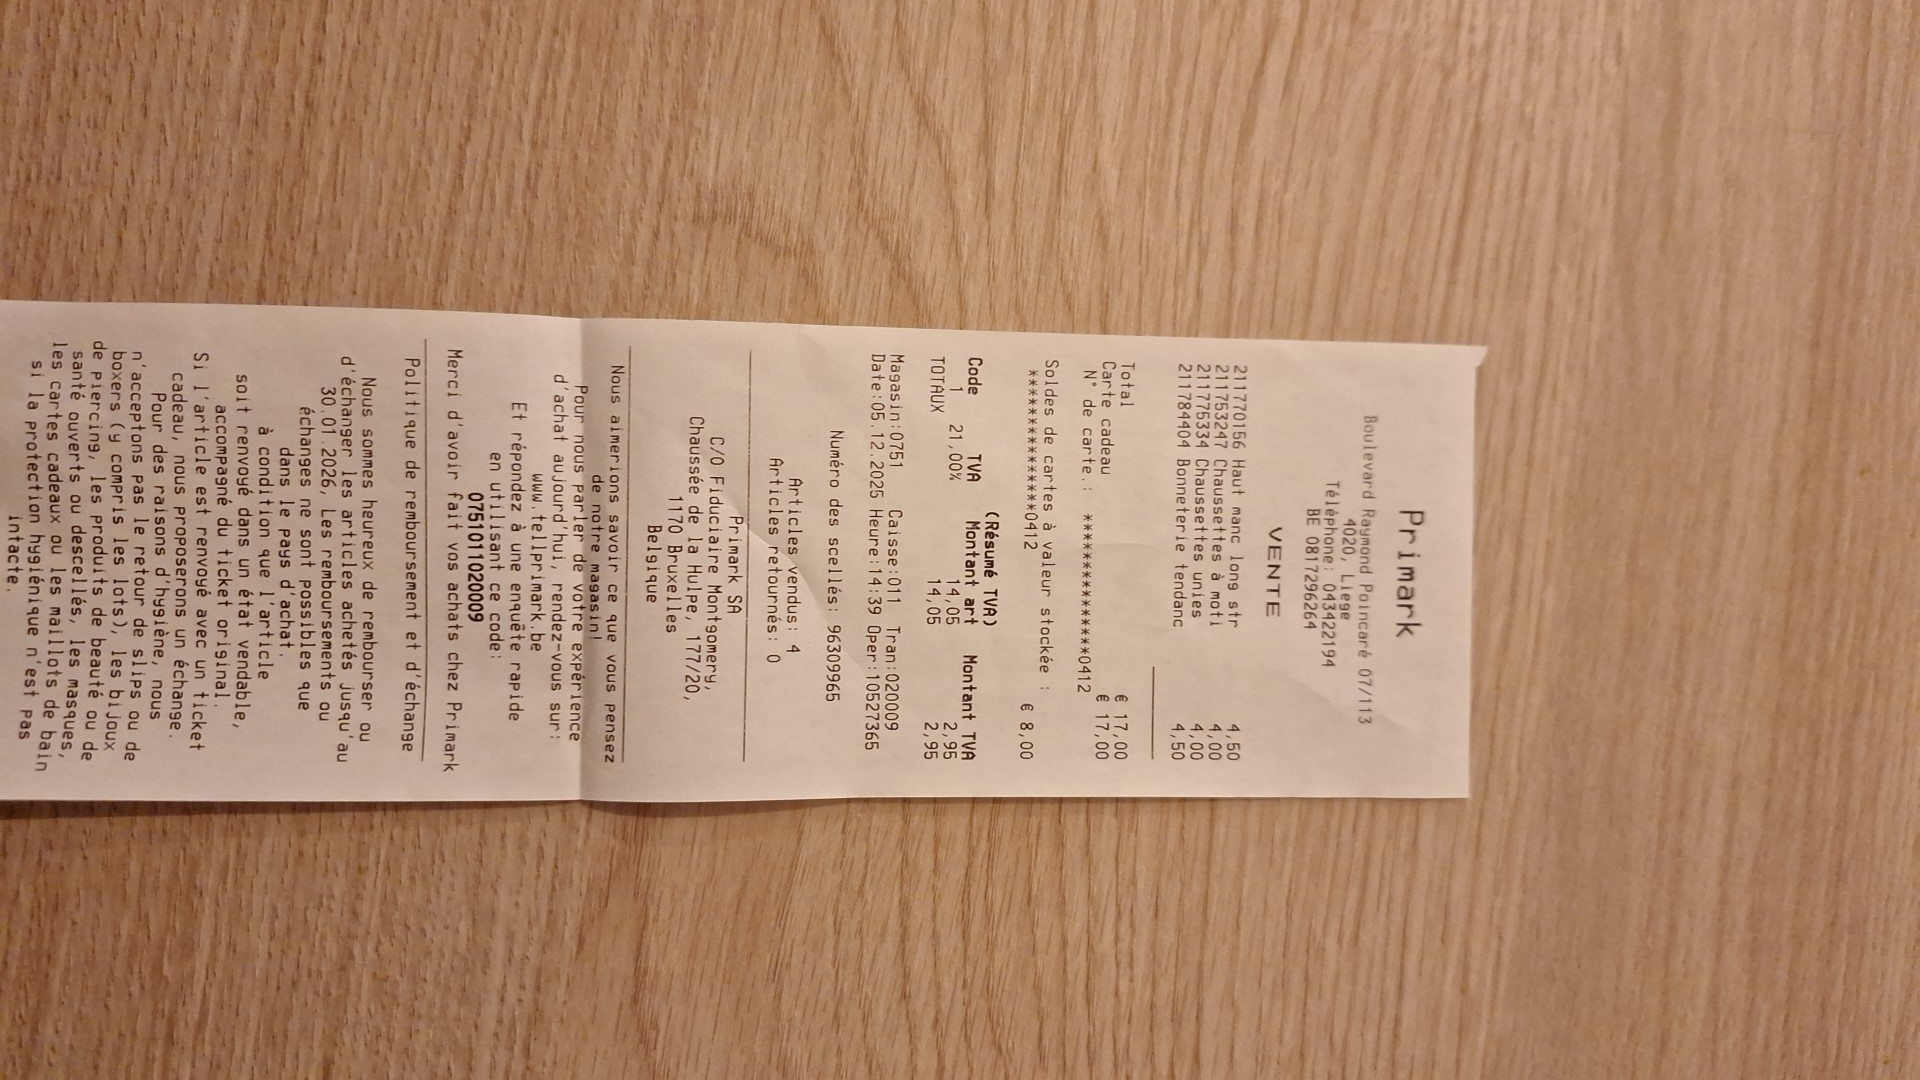 Primark
Boulevard Raymond Poincaré 07/113
4020, Liege
Téléphone: 043422194
BE 0817296264
VENTE
211770156 Haut manc long str 4,50
211753247 Chaussettes à moti 4,00
211775334 Chaussettes unies 4,00
211784404 Bonneterie tendanc 4,50
Total € 17,00
Carte cadeau € 17,00
N° de carte.: ***************0412
Soldes de cartes à valeur stockée :
***************0412 € 8,00
(Résumé TVA)
Code TVA Montant art Montant TVA
1 21,00% 14,05 2,95
TOTAUX 14,05 2,95
Magasin:0751 Caisse:011 Tran:020009
Date:05.12.2025 Heure:14:39 Oper:10527365
Numéro des scellés: 96309965
Articles vendus: 4
Articles retournés: 0
Primark SA
C/O Fiduciaire Montgomery,
Chaussée de la Hulpe, 177/20,
1170 Bruxelles
Belgique
Nous aimerions savoir ce que vous pensez
de notre magasin!
Pour nous parler de votre expérience
d'achat aujourd'hui, rendez-vous sur:
www.tellprimark.be
Et répondez à une enquête rapide
en utilisant ce code:
075101102000​9
Merci d'avoir fait vos achats chez Primark
Politique de remboursement et d'échange
Nous sommes heureux de rembourser ou
d'échanger les articles achetés jusqu'au
30.01.2026, Les remboursements ou
échanges ne sont possibles que
dans le pays d'achat.
à condition que l'article
soit renvoyé dans un état vendable,
accompagné du ticket original.
Si l'article est renvoyé avec un ticket
cadeau, nous proposerons un échange.
Pour des raisons d'hygiène, nous
n'acceptons pas le retour de slips ou de
boxers (y compris les lots), les bijoux
de piercing, les produits de beauté ou de
santé ouverts ou descellés, les masques,
les cartes cadeaux ou les maillots de bain
si la protection hygiénique n'est pas
intacte.